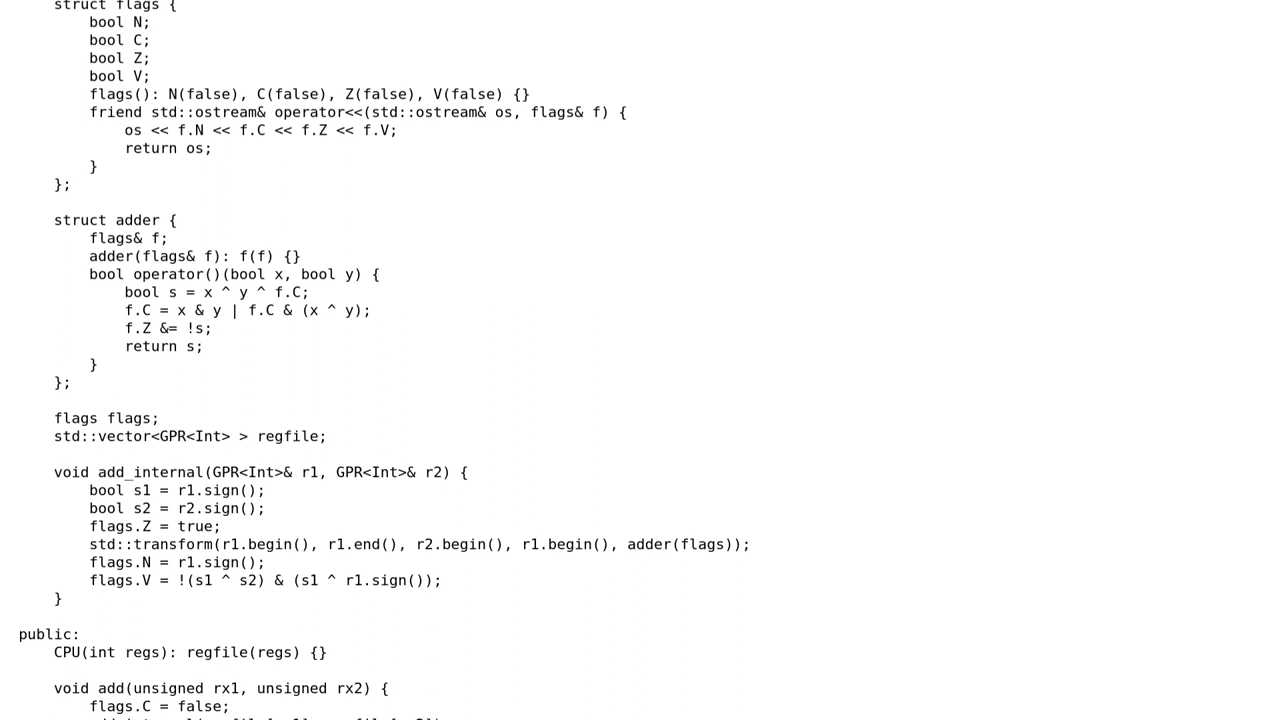 struct flags {
bool N;
bool C;
bool Z;
bool V;
flags(): N(false), C(false), Z(false), V(false) {}
friend std::ostream& operator<<(std::ostream& os, flags& f) {
os << f.N << f.C << f.Z << f.V;
return os;
}
};
struct adder {
flags& f;
adder(flags& f): f(f) {}
bool operator()(bool x, bool y) {
bool s = x ^ y ^ f.C;
f.C = x & y | f.C & (x ^ y);
f.Z &= !s;
return s;
}
};
flags flags;
std::vector<GPR<Int> > regfile;
void add_internal(GPR<Int>& r1, GPR<Int>& r2) {
bool s1 = r1.sign();
bool s2 = r2.sign();
flags.Z = true;
std::transform(r1.begin(), r1.end(), r2.begin(), r1.begin(), adder(flags));
flags.N = r1.sign();
flags.V = !(s1 ^ s2) & (s1 ^ r1.sign());
}
public:
CPU(int regs): regfile(regs) {}
void add(unsigned rx1, unsigned rx2) {
flags.C = false;